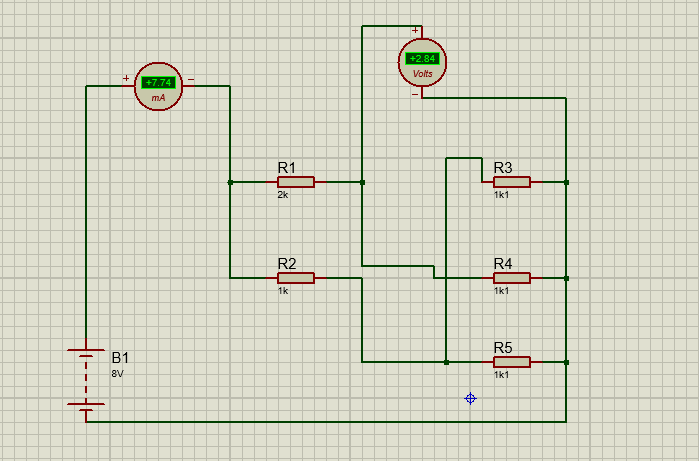 +
+2.84
Volts
−
+
+7.74
mA
−
R1
2k
R3
1k1
R2
1k
R4
1k1
R5
1k1
B1
8V